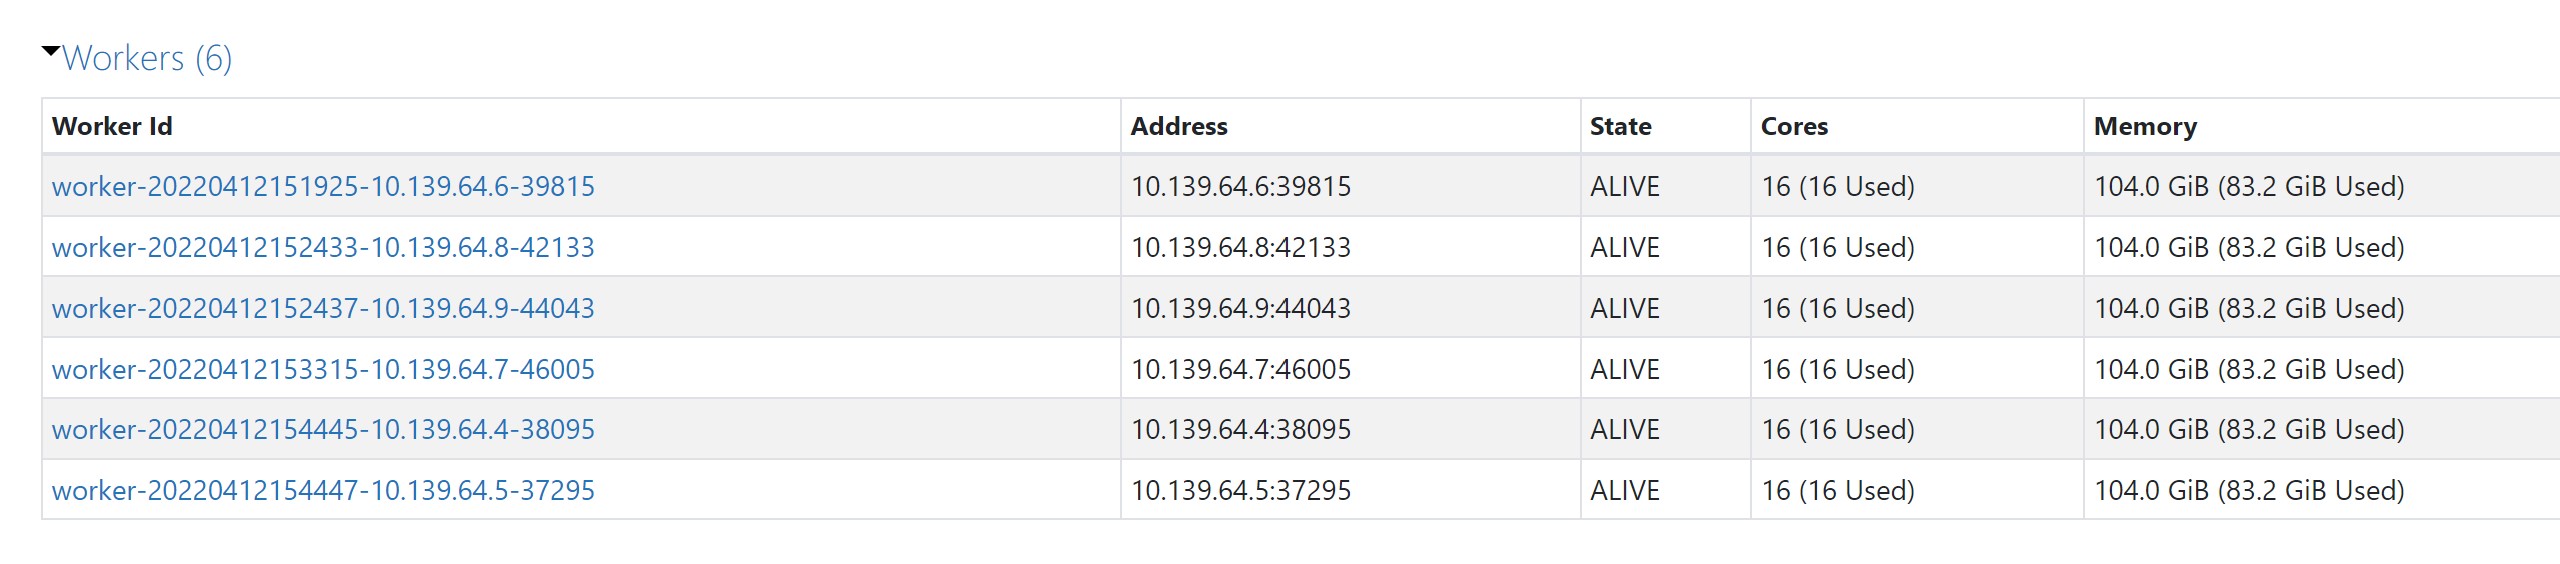 Workers (6)
Worker Id Address State Cores Memory
worker-20220412151925-10.139.64.6-39815 10.139.64.6:39815 ALIVE 16 (16 Used) 104.0 GiB (83.2 GiB Used)
worker-20220412152433-10.139.64.8-42133 10.139.64.8:42133 ALIVE 16 (16 Used) 104.0 GiB (83.2 GiB Used)
worker-20220412152437-10.139.64.9-44043 10.139.64.9:44043 ALIVE 16 (16 Used) 104.0 GiB (83.2 GiB Used)
worker-20220412153315-10.139.64.7-46005 10.139.64.7:46005 ALIVE 16 (16 Used) 104.0 GiB (83.2 GiB Used)
worker-20220412154445-10.139.64.4-38095 10.139.64.4:38095 ALIVE 16 (16 Used) 104.0 GiB (83.2 GiB Used)
worker-20220412154447-10.139.64.5-37295 10.139.64.5:37295 ALIVE 16 (16 Used) 104.0 GiB (83.2 GiB Used)